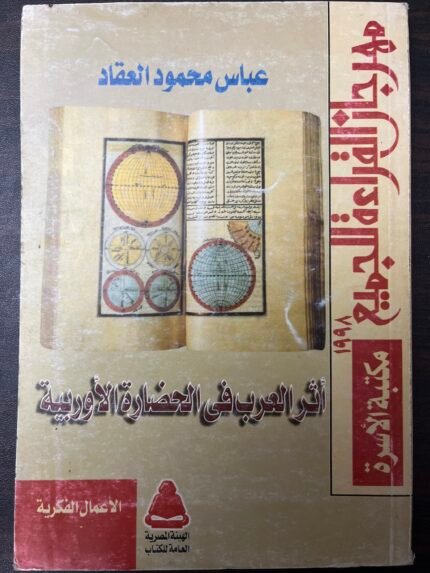 عباس محمود العقاد
أثر العرب فى الحضارة الأوربية
الأعمال الفكرية
الهيئة المصرية
العامة للكتاب
مهرجان القراءة للجميع
١٩٩٨
مكتبة الأسرة